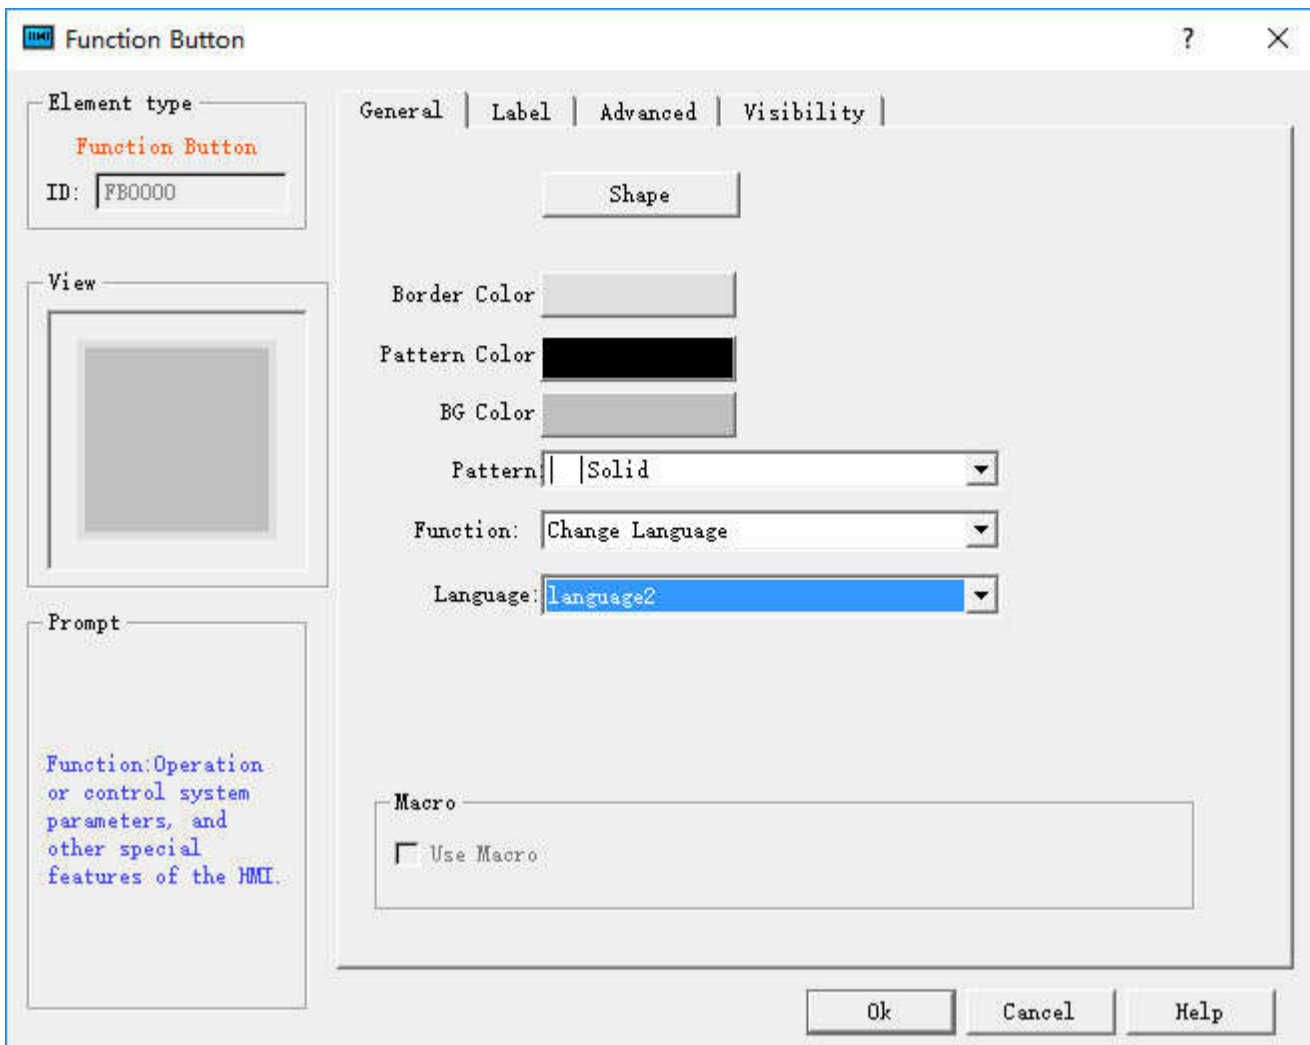 HMI Function Button ? ×
Element type
Function Button
ID: FB0000
View
Prompt
Function:Operation
or control system
parameters, and
other special
features of the HMI.
General Label Advanced Visibility
Shape
Border Color
Pattern Color
BG Color
Pattern: Solid
Function: Change Language
Language: language2
Macro
Use Macro
Ok Cancel Help